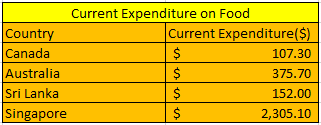 Current Expenditure on Food
Country Current Expenditure($)
Canada $ 107.30
Australia $ 375.70
Sri Lanka $ 152.00
Singapore $ 2,305.10